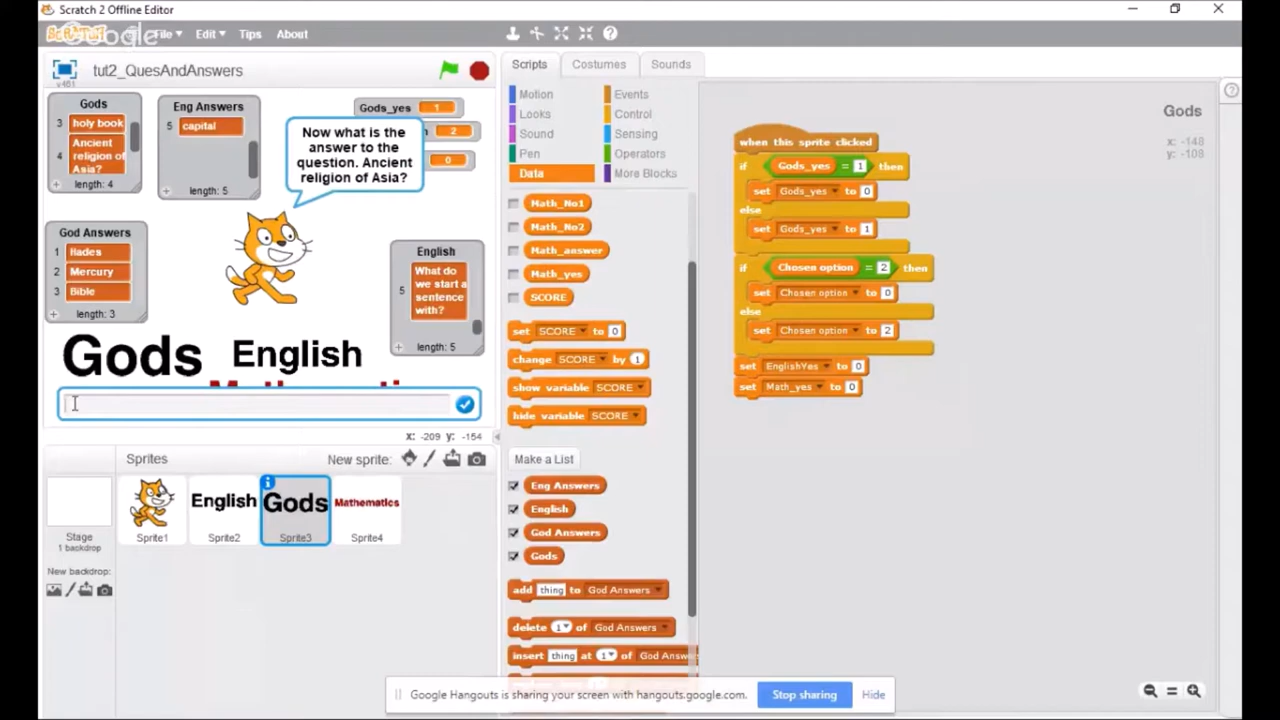 Scratch 2 Offline Editor
SCRATCH
Google
File
Edit
Tips
About
v461
tut2_QuesAndAnswers
Gods
3 holy book
4 Ancient religion of Asia?
length: 4
Eng Answers
5 capital
length: 5
Gods_yes 1
2
0
Now what is the
answer to the
question. Ancient
religion of Asia?
God Answers
1 Hades
2 Mercury
3 Bible
length: 3
English
5 What do
we start a
sentence
with?
length: 5
Gods
English
x: -209 y: -154
Sprites
New sprite:
Stage
1 backdrop
New backdrop:
Sprite1
English
Sprite2
Gods
Sprite3
Mathematics
Sprite4
Scripts
Costumes
Sounds
Motion
Events
Looks
Control
Sound
Sensing
Pen
Operators
Data
More Blocks
Math_No1
Math_No2
Math_answer
Math_yes
SCORE
set SCORE to 0
change SCORE by 1
show variable SCORE
hide variable SCORE
Make a List
Eng Answers
English
God Answers
Gods
add thing to God Answers
delete 1 of God Answers
insert thing at 1 of God Answe
Gods
x: -148
y: -108
when this sprite clicked
if Gods_yes = 1 then
set Gods_yes to 0
else
set Gods_yes to 1
if Chosen option = 2 then
set Chosen option to 0
else
set Chosen option to 2
set EnglishYes to 0
set Math_yes to 0
Google Hangouts is sharing your screen with hangouts.google.com.
Stop sharing
Hide